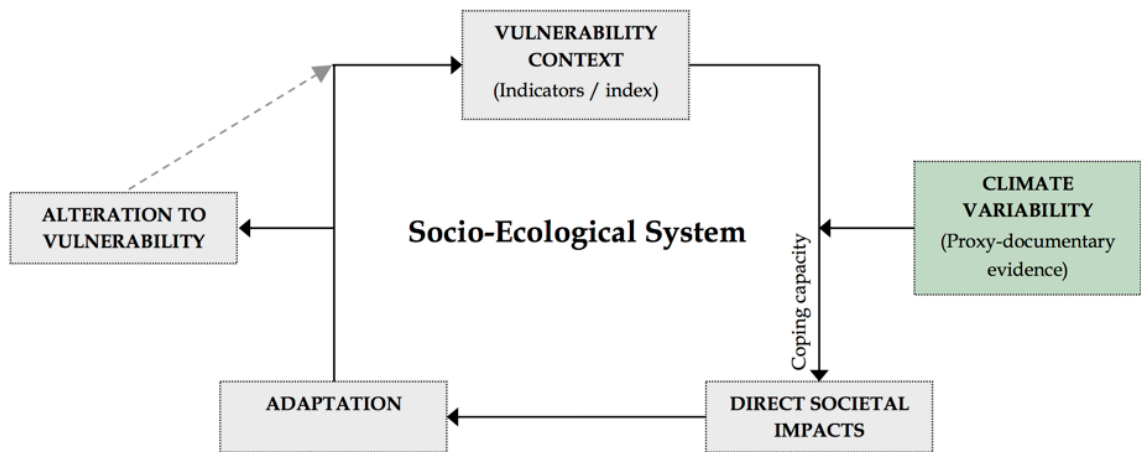 VULNERABILITY
CONTEXT
(Indicators / index)
CLIMATE
VARIABILITY
(Proxy-documentary
evidence)
ALTERATION TO
VULNERABILITY
Socio-Ecological System
Coping capacity
ADAPTATION
DIRECT SOCIETAL
IMPACTS